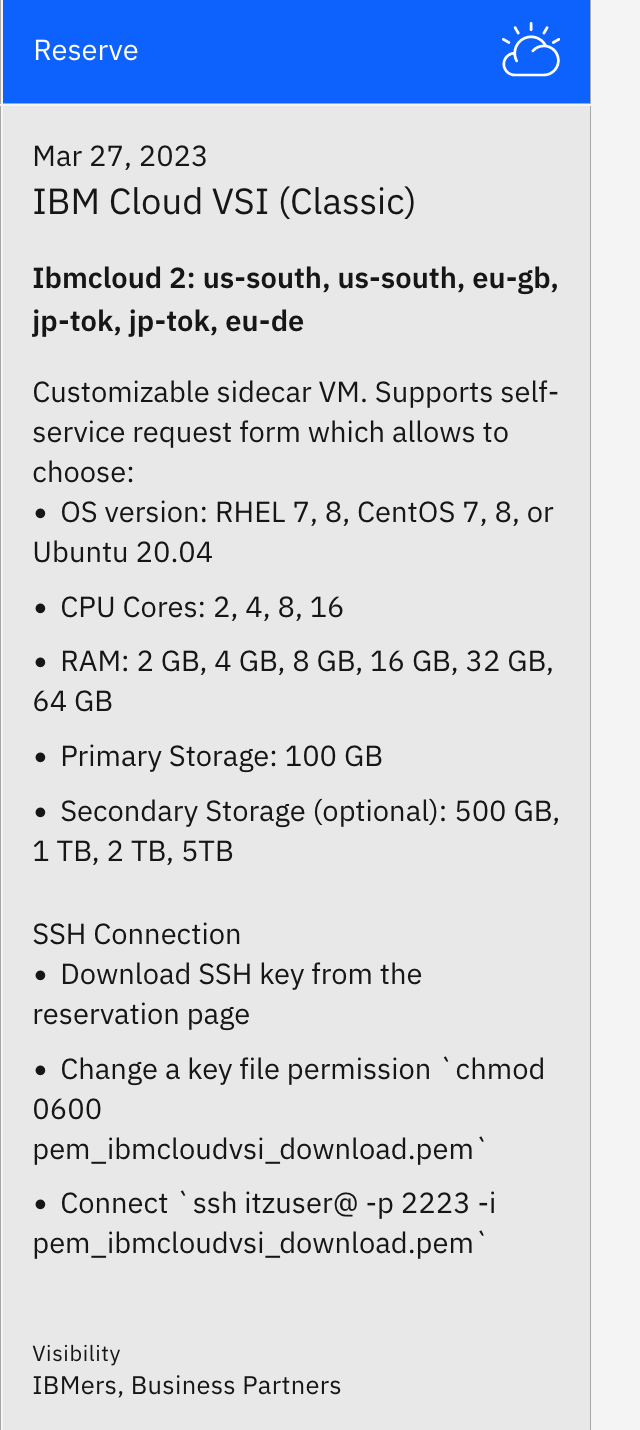 Reserve
Mar 27, 2023
IBM Cloud VSI (Classic)
Ibmcloud 2: us-south, us-south, eu-gb,
jp-tok, jp-tok, eu-de
Customizable sidecar VM. Supports self-
service request form which allows to
choose:
• OS version: RHEL 7, 8, CentOS 7, 8, or
Ubuntu 20.04
• CPU Cores: 2, 4, 8, 16
• RAM: 2 GB, 4 GB, 8 GB, 16 GB, 32 GB,
64 GB
• Primary Storage: 100 GB
• Secondary Storage (optional): 500 GB,
1 TB, 2 TB, 5TB
SSH Connection
• Download SSH key from the
reservation page
• Change a key file permission `chmod
0600
pem_ibmcloudvsi_download.pem`
• Connect `ssh itzuser@ -p 2223 -i
pem_ibmcloudvsi_download.pem`
Visibility
IBMers, Business Partners